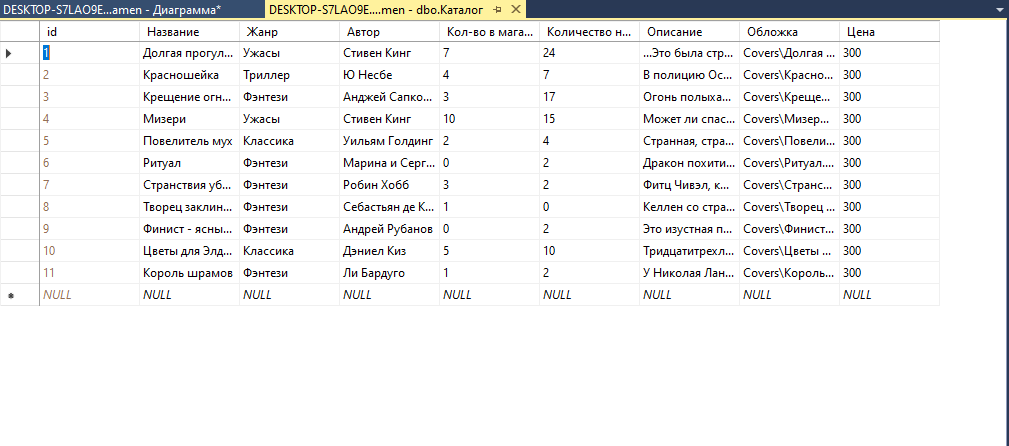 DESKTOP-S7LAO9E...amen - Диаграмма* DESKTOP-S7LAO9E....men - dbo.Каталог
id Название Жанр Автор Кол-во в мага... Количество н... Описание Обложка Цена
1 Долгая прогул... Ужасы Стивен Кинг 7 24 ...Это была стр... Covers\Долгая ... 300
2 Красношейка Триллер Ю Несбе 4 7 В полицию Ос... Covers\Красно... 300
3 Крещение огн... Фэнтези Анджей Сапко... 3 17 Огонь полыха... Covers\Креще... 300
4 Мизери Ужасы Стивен Кинг 10 15 Может ли спас... Covers\Мизер... 300
5 Повелитель мух Классика Уильям Голдинг 2 4 Странная, стра... Covers\Повели... 300
6 Ритуал Фэнтези Марина и Серг... 0 2 Дракон похити... Covers\Ритуал.... 300
7 Странствия уб... Фэнтези Робин Хобб 3 2 Фитц Чивэл, к... Covers\Странс... 300
8 Творец заклин... Фэнтези Себастьян де К... 1 0 Келлен со стра... Covers\Творец ... 300
9 Финист - ясны... Фэнтези Андрей Рубанов 0 2 Это изустная п... Covers\Финист... 300
10 Цветы для Элд... Классика Дэниел Киз 5 10 Тридцатитрехл... Covers\Цветы ... 300
11 Король шрамов Фэнтези Ли Бардуго 1 2 У Николая Лан... Covers\Король... 300
NULL NULL NULL NULL NULL NULL NULL NULL NULL